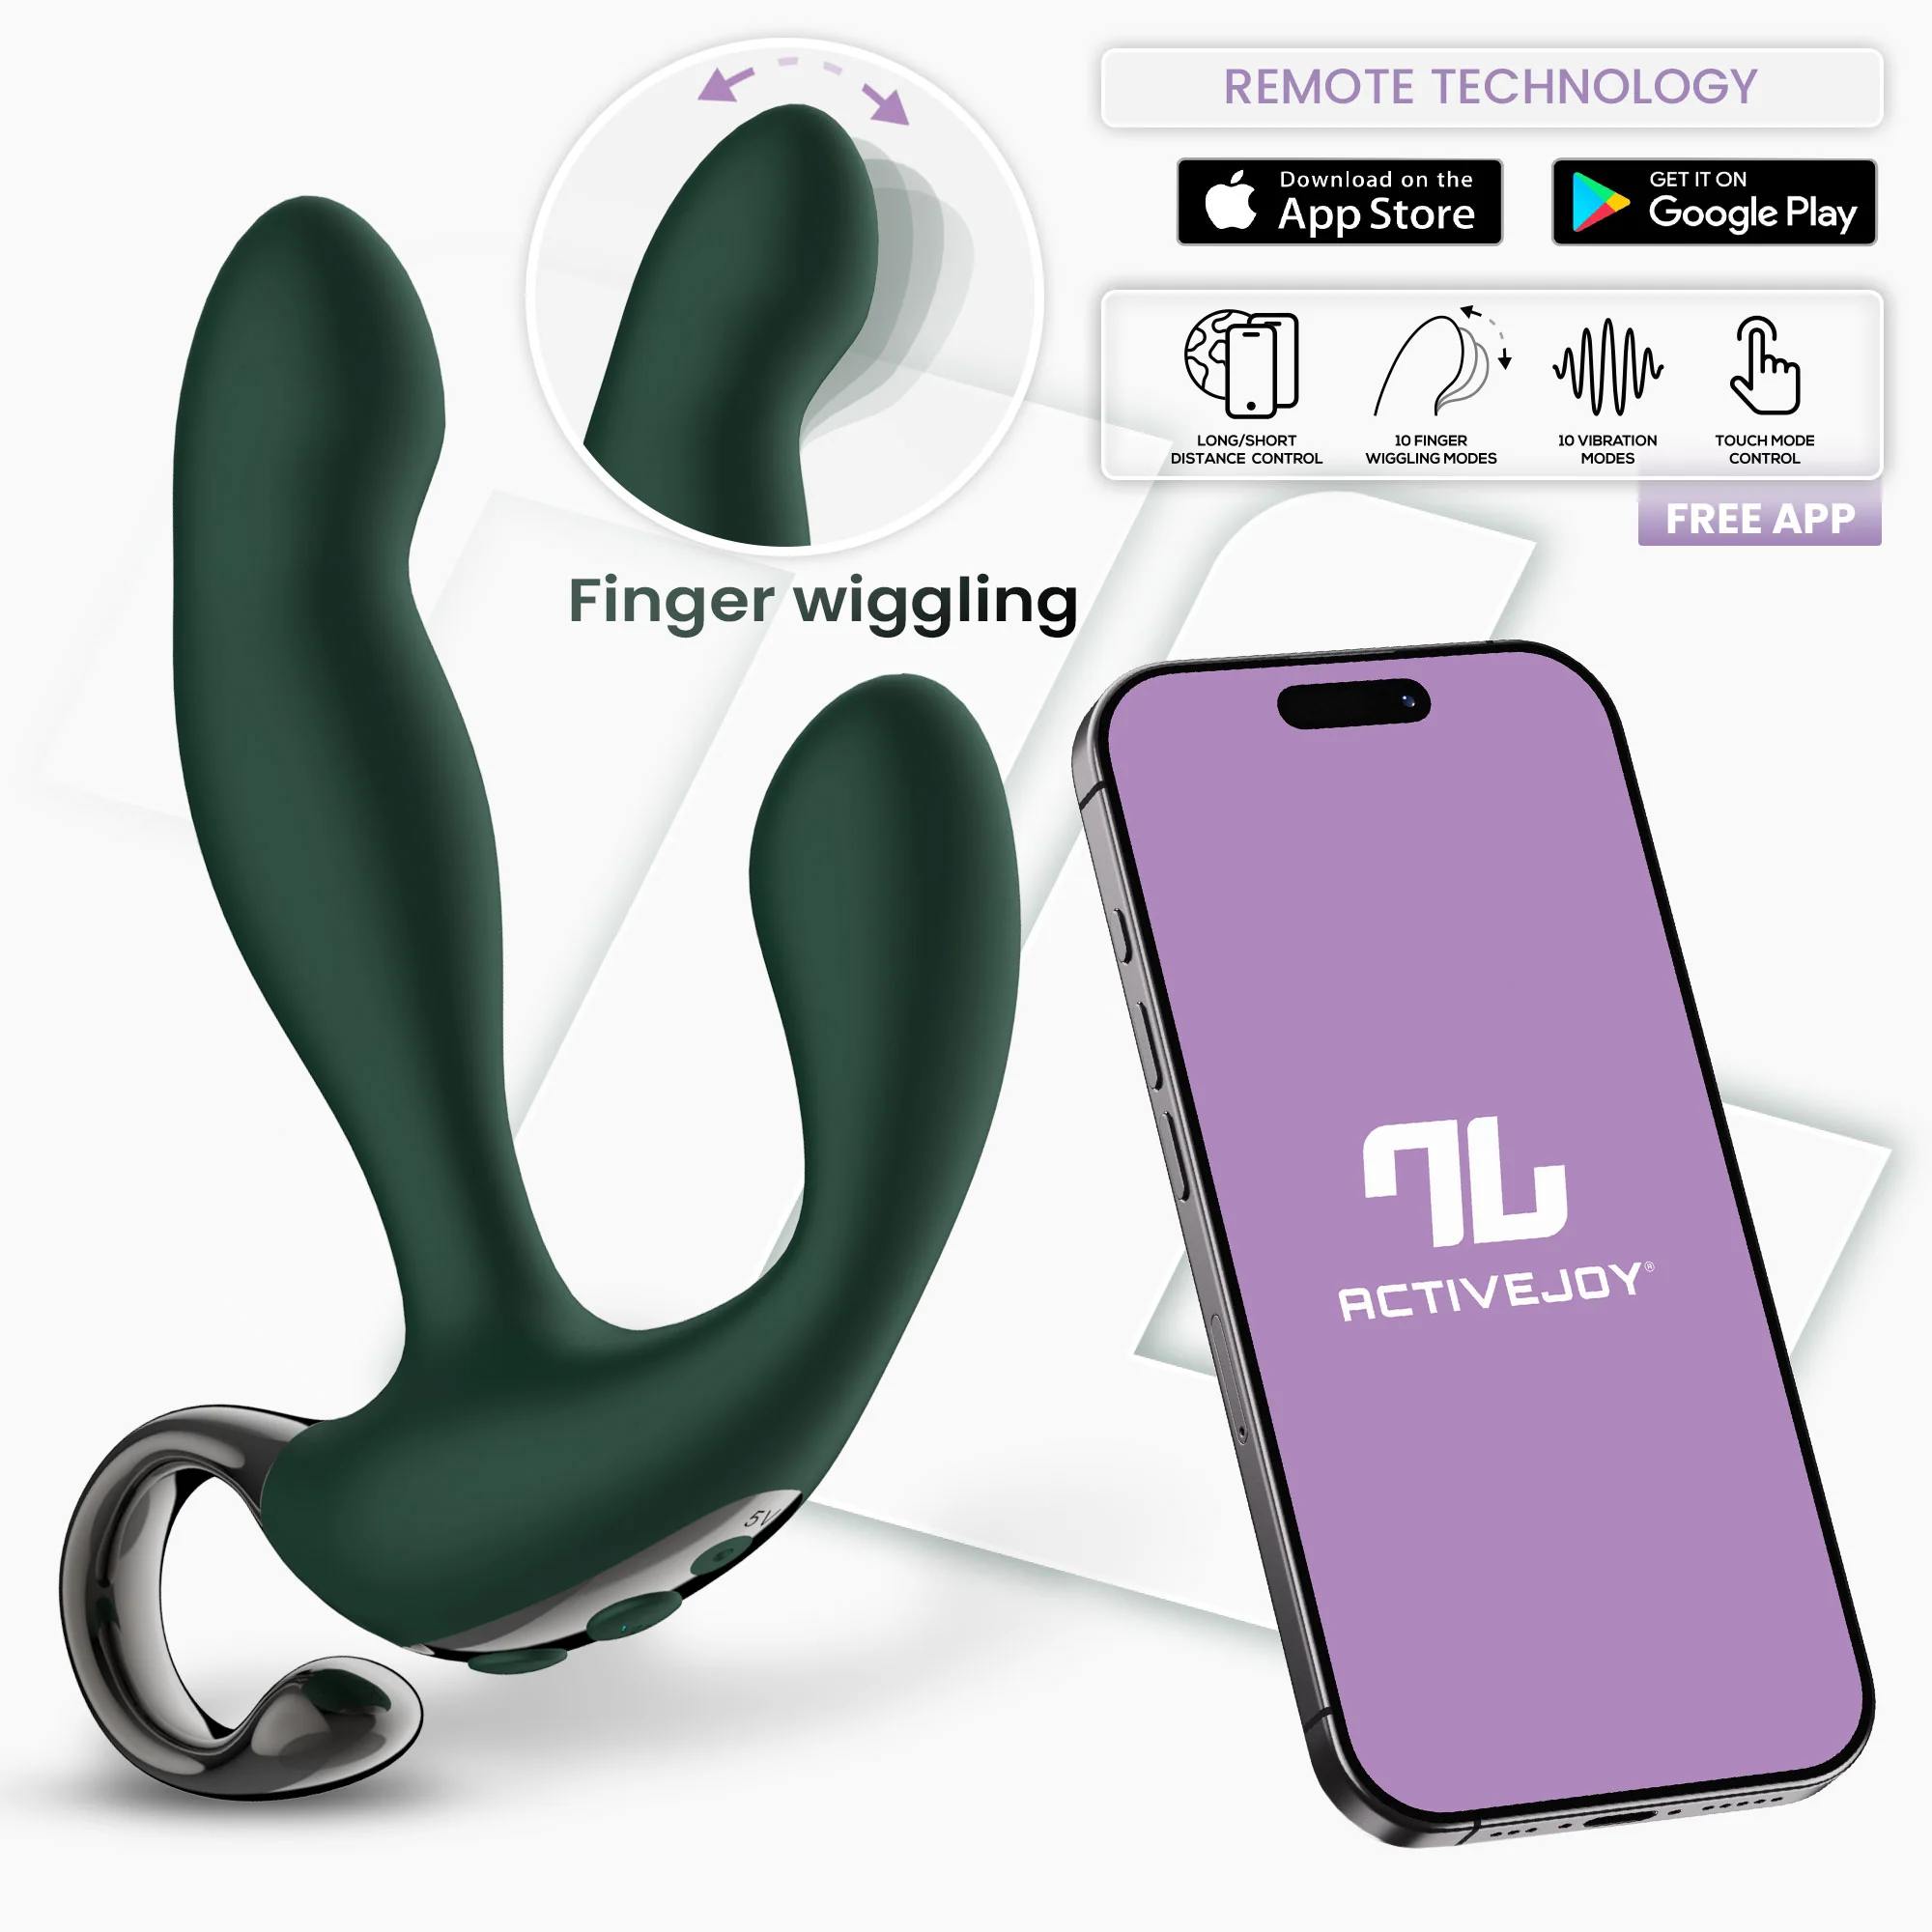 REMOTE TECHNOLOGY
Download on the
App Store
GET IT ON
Google Play
LONG/SHORT
DISTANCE CONTROL
10 FINGER
WIGGLING MODES
10 VIBRATION
MODES
TOUCH MODE
CONTROL
FREE APP
Finger wiggling
ACTIVEJOY®
5V